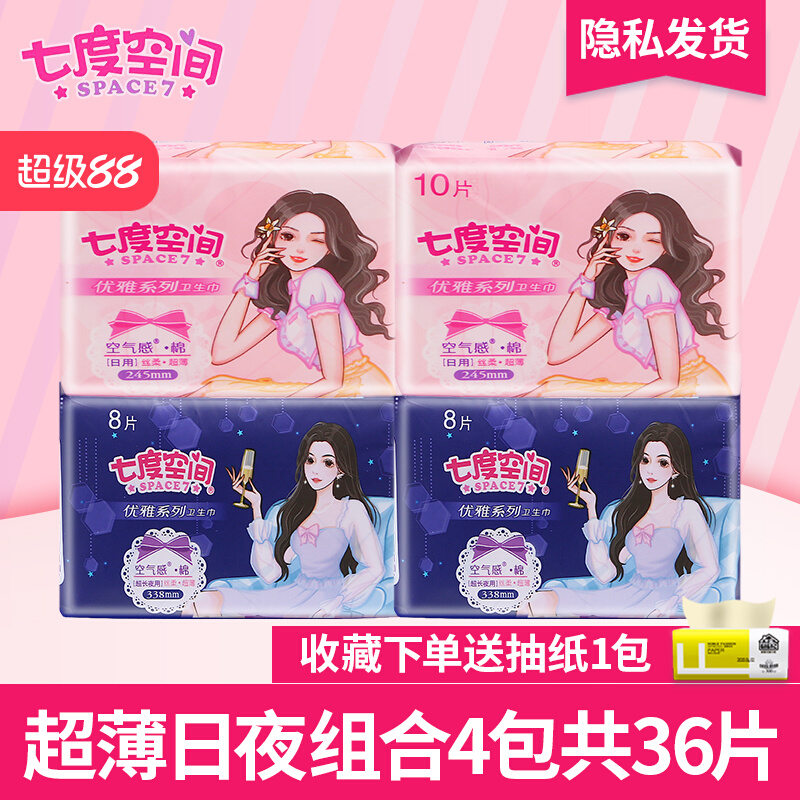 七度空间
SPACE7
隐私发货
超级88
七度空间
SPACE7®
优雅系列卫生巾
空气感®·棉
[日用]丝柔·超薄
245mm
10片
七度空间
SPACE7®
优雅系列卫生巾
空气感®·棉
[日用]丝柔·超薄
245mm
8片
七度空间
SPACE7®
优雅系列卫生巾
空气感®·棉
[超长夜用]丝柔·超薄
338mm
8片
七度空间
SPACE7®
优雅系列卫生巾
空气感®·棉
[超长夜用]丝柔·超薄
338mm
收藏下单送抽纸1包
超薄日夜组合4包共36片